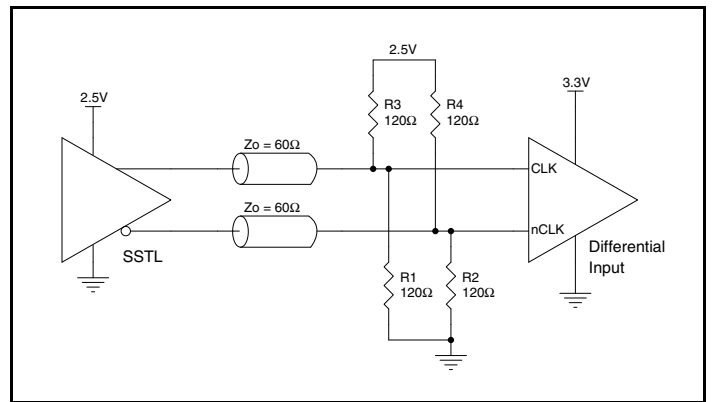 2.5V
2.5V
3.3V
R3
120Ω
R4
120Ω
Zo = 60Ω
CLK
Zo = 60Ω
nCLK
SSTL
Differential
Input
R1
120Ω
R2
120Ω